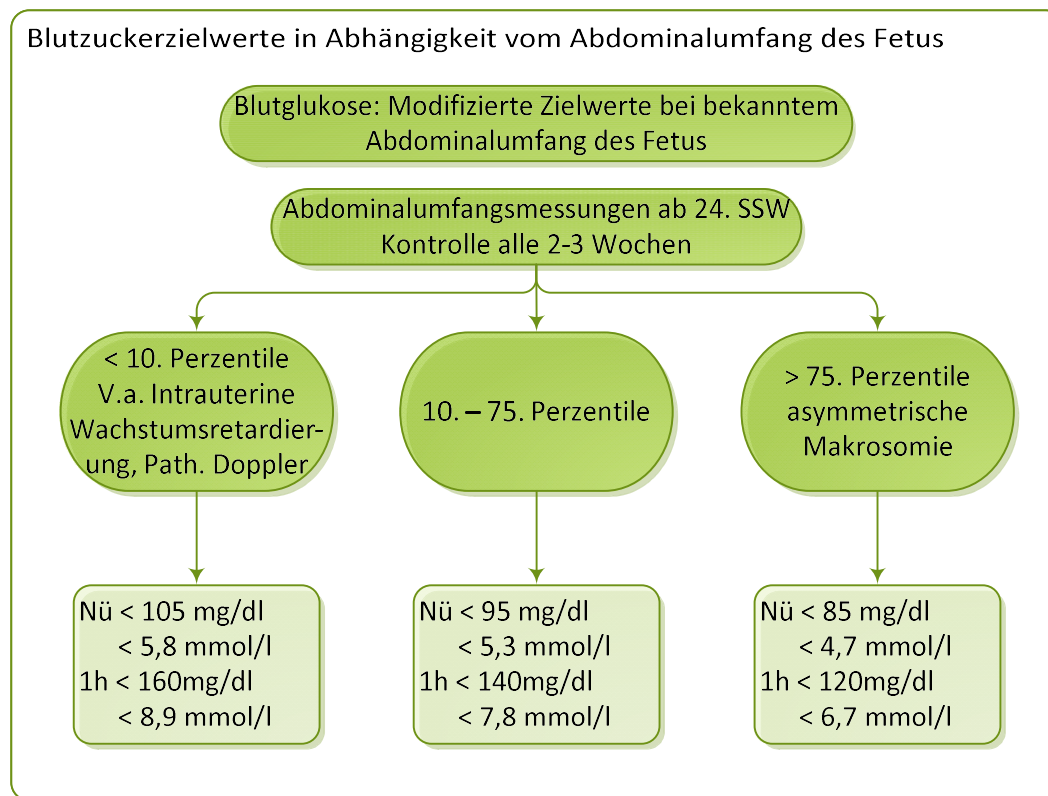 Blutzuckerzielwerte in Abhängigkeit vom Abdominalumfang des Fetus
Blutglukose: Modifizierte Zielwerte bei bekanntem
Abdominalumfang des Fetus
Abdominalumfangsmessungen ab 24. SSW
Kontrolle alle 2-3 Wochen
< 10. Perzentile
V.a. Intrauterine
Wachstumsretardier-
ung, Path. Doppler
10. – 75. Perzentile
> 75. Perzentile
asymmetrische
Makrosomie
Nü < 105 mg/dl
< 5,8 mmol/l
1h < 160mg/dl
< 8,9 mmol/l
Nü < 95 mg/dl
< 5,3 mmol/l
1h < 140mg/dl
< 7,8 mmol/l
Nü < 85 mg/dl
< 4,7 mmol/l
1h < 120mg/dl
< 6,7 mmol/l